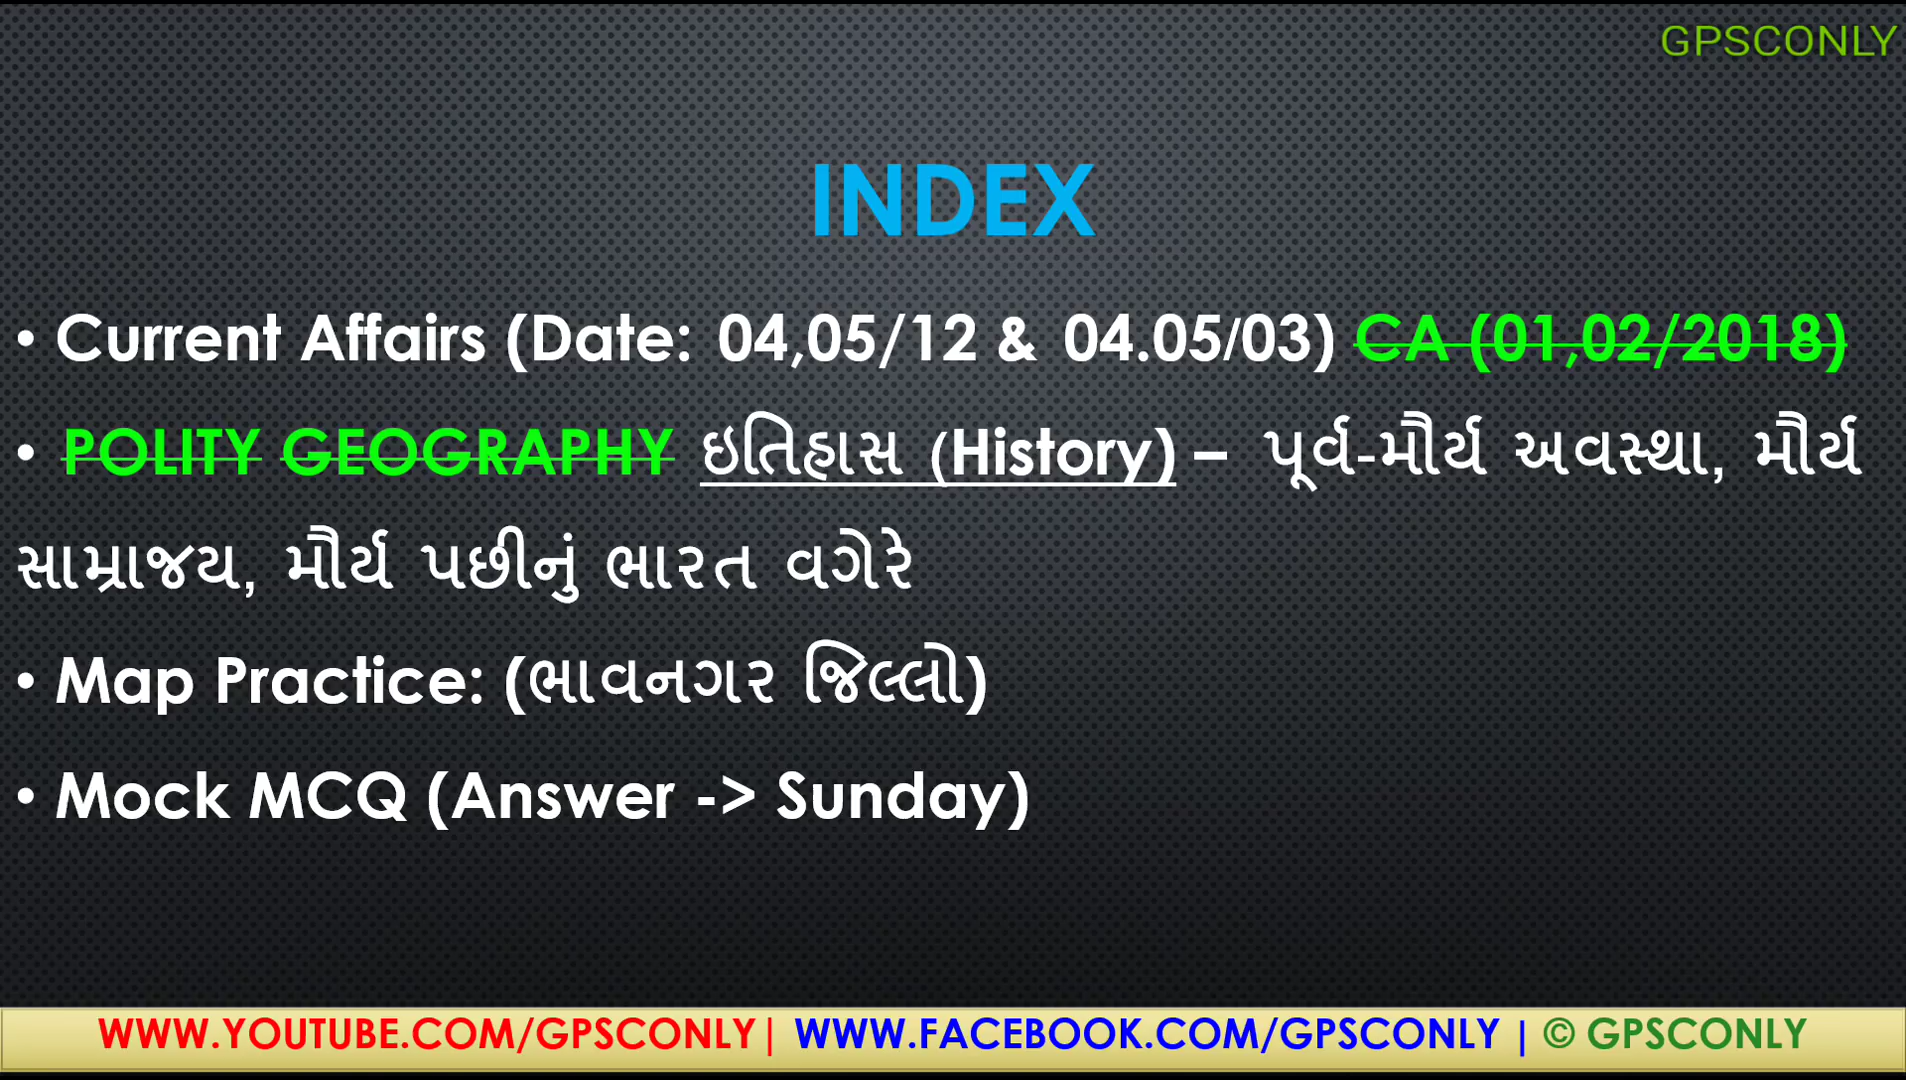 GPSCONLY
INDEX
• Current Affairs (Date: 04,05/12 & 04.05/03) CA (01,02/2018)
• POLITY GEOGRAPHY ઇતિહાસ (History) – પૂર્વ-મૌર્ય અવસ્થા, મૌર્ય
સામ્રાજય, મૌર્ય પછીનું ભારત વગેરે
• Map Practice: (ભાવનગર જિલ્લો)
• Mock MCQ (Answer -> Sunday)
WWW.YOUTUBE.COM/GPSCONLY| WWW.FACEBOOK.COM/GPSCONLY | © GPSCONLY